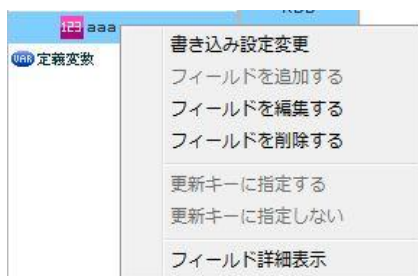 123 aaa
VAR 定義変数
書き込み設定変更
フィールドを追加する
フィールドを編集する
フィールドを削除する
更新キーに指定する
更新キーに指定しない
フィールド詳細表示